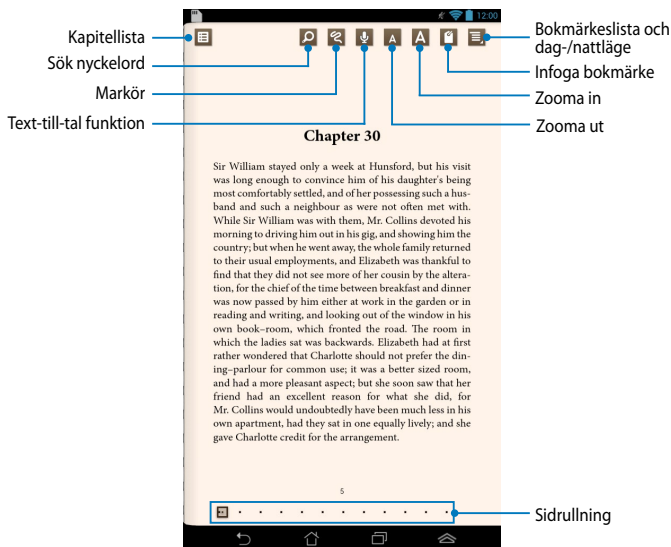 12:00
Kapitellista
Sök nyckelord
Markör
Text-till-tal funktion
Bokmärkeslista och
dag-/nattläge
Infoga bokmärke
Zooma in
Zooma ut
A
A
Chapter 30
Sir William stayed only a week at Hunsford, but his visit
was long enough to convince him of his daughter's being
most comfortably settled, and of her possessing such a hus-
band and such a neighbour as were not often met with.
While Sir William was with them, Mr. Collins devoted his
morning to driving him out in his gig, and showing him the
country; but when he went away, the whole family returned
to their usual employments, and Elizabeth was thankful to
find that they did not see more of her cousin by the altera-
tion, for the chief of the time between breakfast and dinner
was now passed by him either at work in the garden or in
reading and writing, and looking out of the window in his
own book–room, which fronted the road. The room in
which the ladies sat was backwards. Elizabeth had at first
rather wondered that Charlotte should not prefer the din-
ing–parlour for common use; it was a better sized room,
and had a more pleasant aspect; but she soon saw that her
friend had an excellent reason for what she did, for
Mr. Collins would undoubtedly have been much less in his
own apartment, had they sat in one equally lively; and she
gave Charlotte credit for the arrangement.
5
Sidrullning